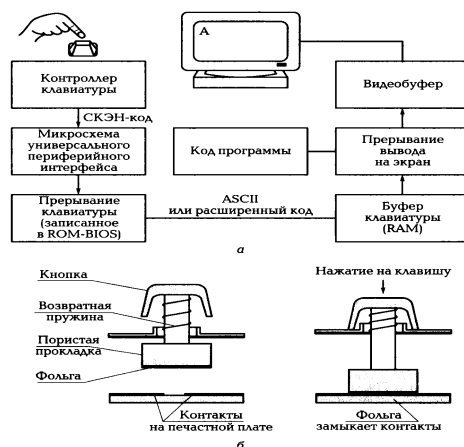 А
Контроллер
клавиатуры
СКЭН-код
Микросхема
универсального
периферийного
интерфейса
Прерывание
клавиатуры
(записанное
в ROM-BIOS)
ASCII
или расширенный код
Код программы
Видеобуфер
Прерывание
вывода
на экран
Буфер
клавиатуры
(RAM)
а
Кнопка
Возвратная
пружина
Пористая
прокладка
Фольга
Контакты
на печастной плате
Нажатие на клавишу
Фольга
замыкает контакты
б